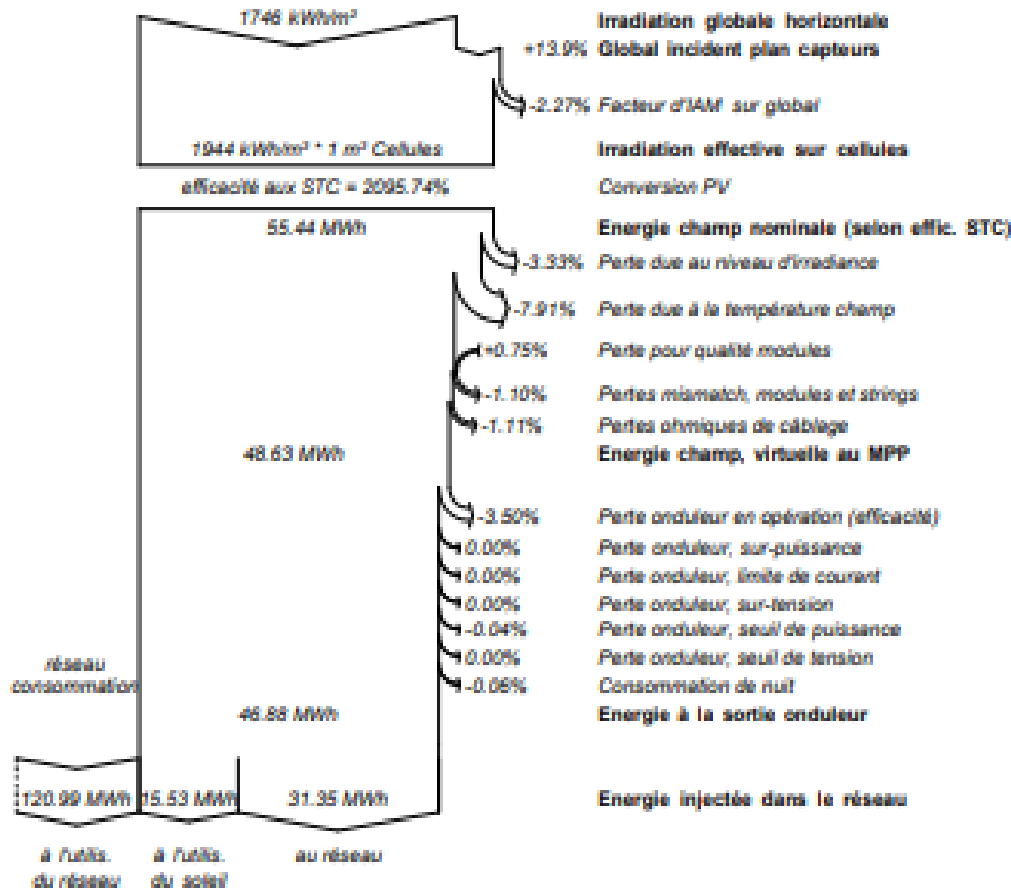 1746 kWh/m² Irradiation globale horizontale
+13.9% Global incident plan capteurs
-2.27% Facteur d'IAM sur global
1944 kWh/m² * 1 m² Cellules Irradiation effective sur cellules
efficacité aux STC = 2095.74% Conversion PV
55.44 MWh Energie champ nominale (selon effic. STC)
-3.33% Perte due au niveau d'irradiance
-7.91% Perte due à la température champ
+0.75% Perte pour qualité modules
-1.10% Pertes mismatch, modules et strings
-1.11% Pertes ohmiques de câblage
48.63 MWh Energie champ, virtuelle au MPP
-3.50% Perte onduleur en opération (efficacité)
0.00% Perte onduleur, sur-puissance
0.00% Perte onduleur, limite de courant
0.00% Perte onduleur, sur-tension
-0.04% Perte onduleur, seuil de puissance
réseau 0.00% Perte onduleur, seuil de tension
consommation -0.06% Consommation de nuit
46.88 MWh Energie à la sortie onduleur
120.99 MWh 15.53 MWh 31.35 MWh Energie injectée dans le réseau
à l'utilis. à l'utilis. au réseau
du réseau du soleil